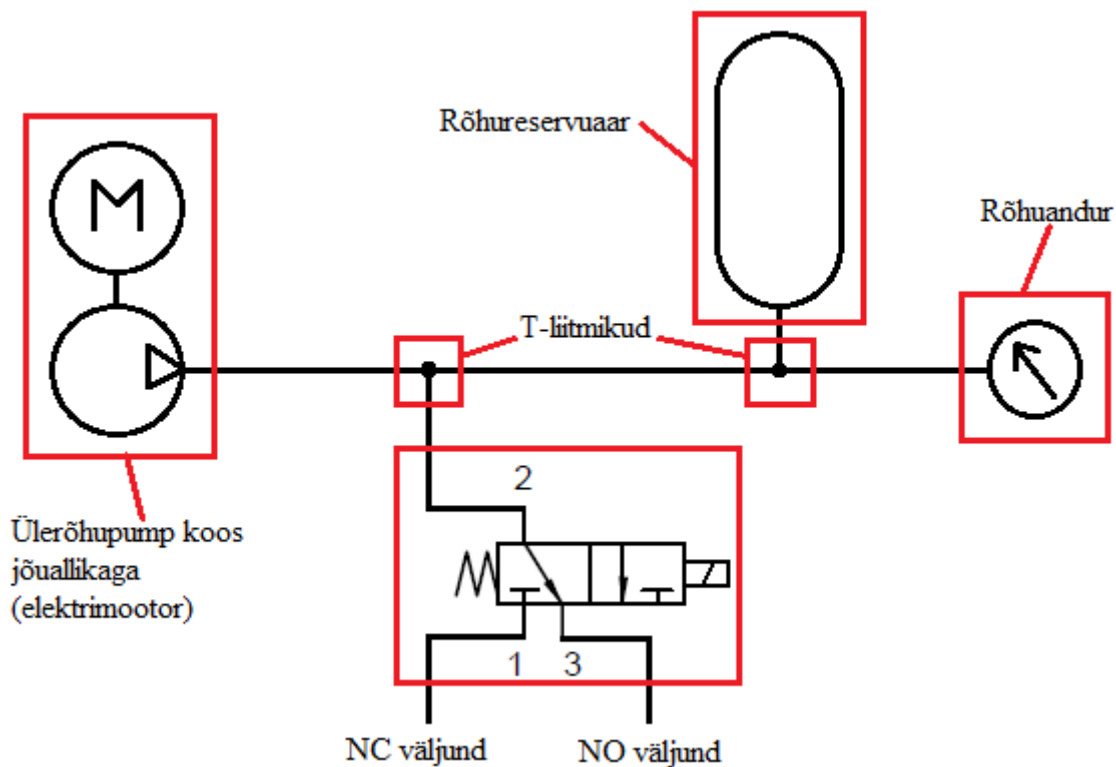 Rõhureservuaar
M
Rõhuandur
T-liitmikud
Ülerõhupump koos
jõuallikaga
(elektrimootor)
2
1 3
NC väljund NO väljund